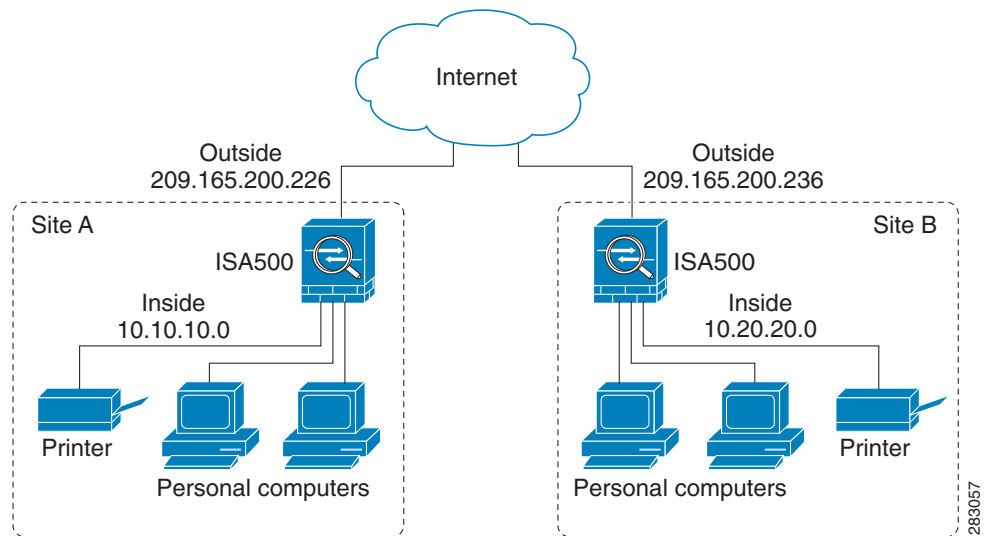 Internet
Outside
209.165.200.226
Outside
209.165.200.236
Site A
ISA500
Inside
10.10.10.0
Printer
Personal computers
Site B
ISA500
Inside
10.20.20.0
Personal computers
Printer
283057